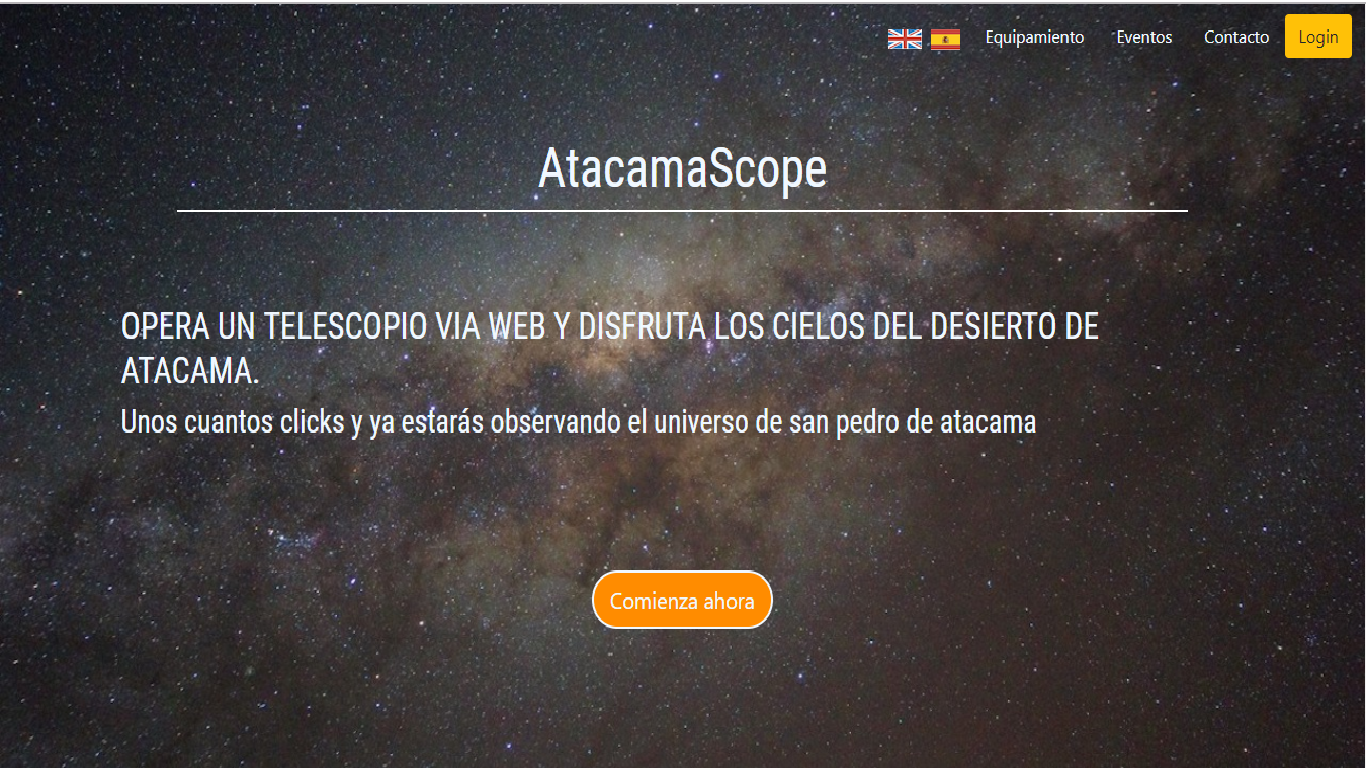 Equipamiento Eventos Contacto Login
AtacamaScope
OPERA UN TELESCOPIO VIA WEB Y DISFRUTA LOS CIELOS DEL DESIERTO DE
ATACAMA.
Unos cuantos clicks y ya estarás observando el universo de san pedro de atacama
Comienza ahora